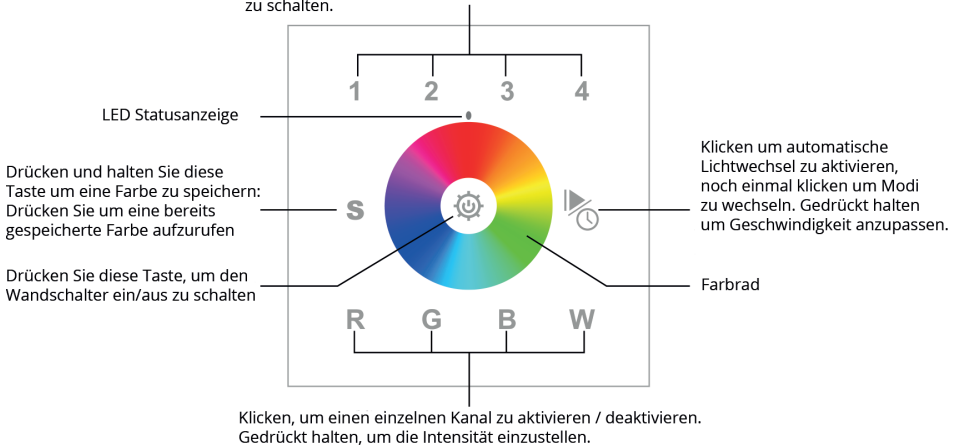 zu schalten.
1 2 3 4
LED Statusanzeige
Drücken und halten Sie diese
Taste um eine Farbe zu speichern:
Drücken Sie um eine bereits
gespeicherte Farbe aufzurufen
S
Klicken um automatische
Lichtwechsel zu aktivieren,
noch einmal klicken um Modi
zu wechseln. Gedrückt halten
um Geschwindigkeit anzupassen.
Drücken Sie diese Taste, um den
Wandschalter ein/aus zu schalten
Farbrad
R G B W
Klicken, um einen einzelnen Kanal zu aktivieren / deaktivieren.
Gedrückt halten, um die Intensität einzustellen.